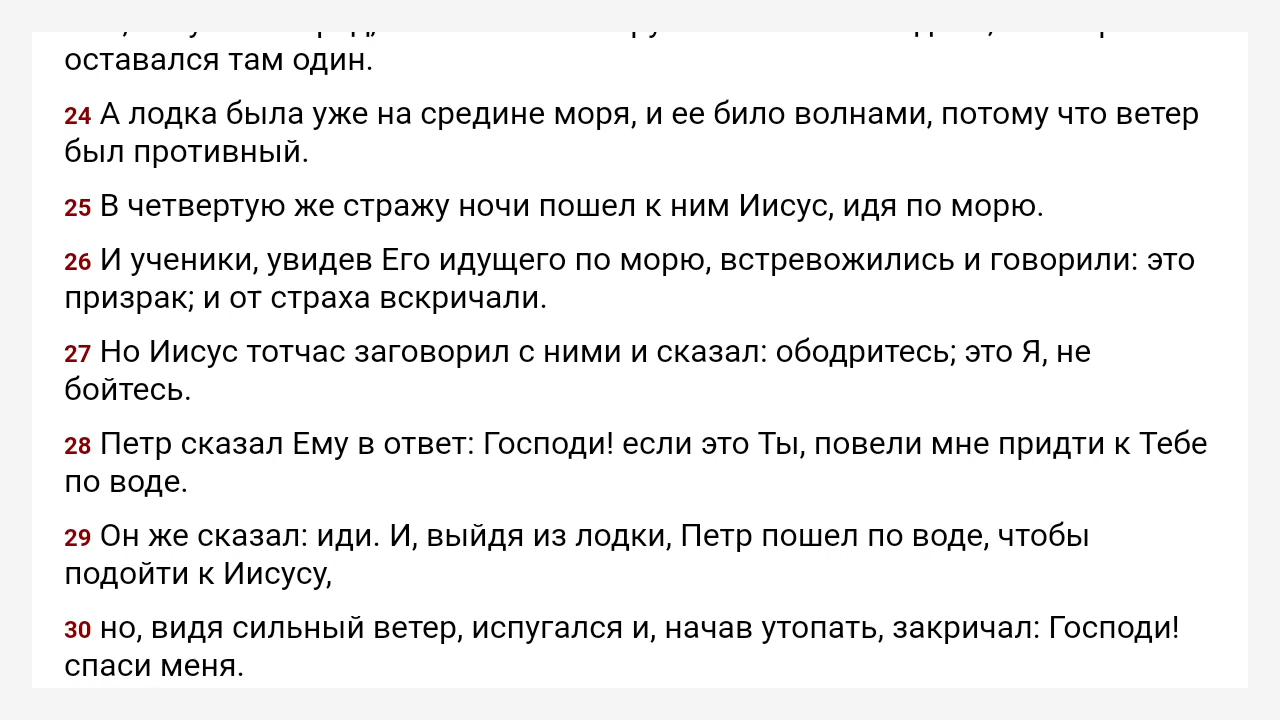 оставался там один.
24 А лодка была уже на средине моря, и ее било волнами, потому что ветер
был противный.
25 В четвертую же стражу ночи пошел к ним Иисус, идя по морю.
26 И ученики, увидев Его идущего по морю, встревожились и говорили: это
призрак; и от страха вскричали.
27 Но Иисус тотчас заговорил с ними и сказал: ободритесь; это Я, не
бойтесь.
28 Петр сказал Ему в ответ: Господи! если это Ты, повели мне придти к Тебе
по воде.
29 Он же сказал: иди. И, выйдя из лодки, Петр пошел по воде, чтобы
подойти к Иисусу,
30 но, видя сильный ветер, испугался и, начав утопать, закричал: Господи!
спаси меня.